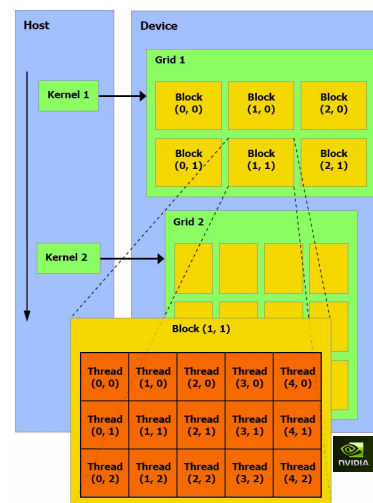 Host
Device
Grid 1
Kernel 1
Block
(0, 0)
Block
(1, 0)
Block
(2, 0)
Block
(0, 1)
Block
(1, 1)
Block
(2, 1)
Grid 2
Kernel 2
Block (1, 1)
Thread
(0, 0)
Thread
(1, 0)
Thread
(2, 0)
Thread
(3, 0)
Thread
(4, 0)
Thread
(0, 1)
Thread
(1, 1)
Thread
(2, 1)
Thread
(3, 1)
Thread
(4, 1)
Thread
(0, 2)
Thread
(1, 2)
Thread
(2, 2)
Thread
(3, 2)
Thread
(4, 2)
NVIDIA